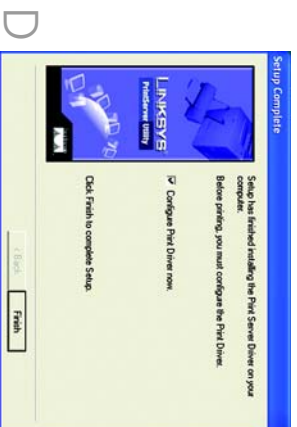 Setup Complete
LINKSYS
PrintServer Utility
Setup has finished installing the Print Server Driver on your
computer.
Before printing, you must configure the Print Driver.
Configure Print Driver now.
Click Finish to complete Setup.
< Back
Finish
D